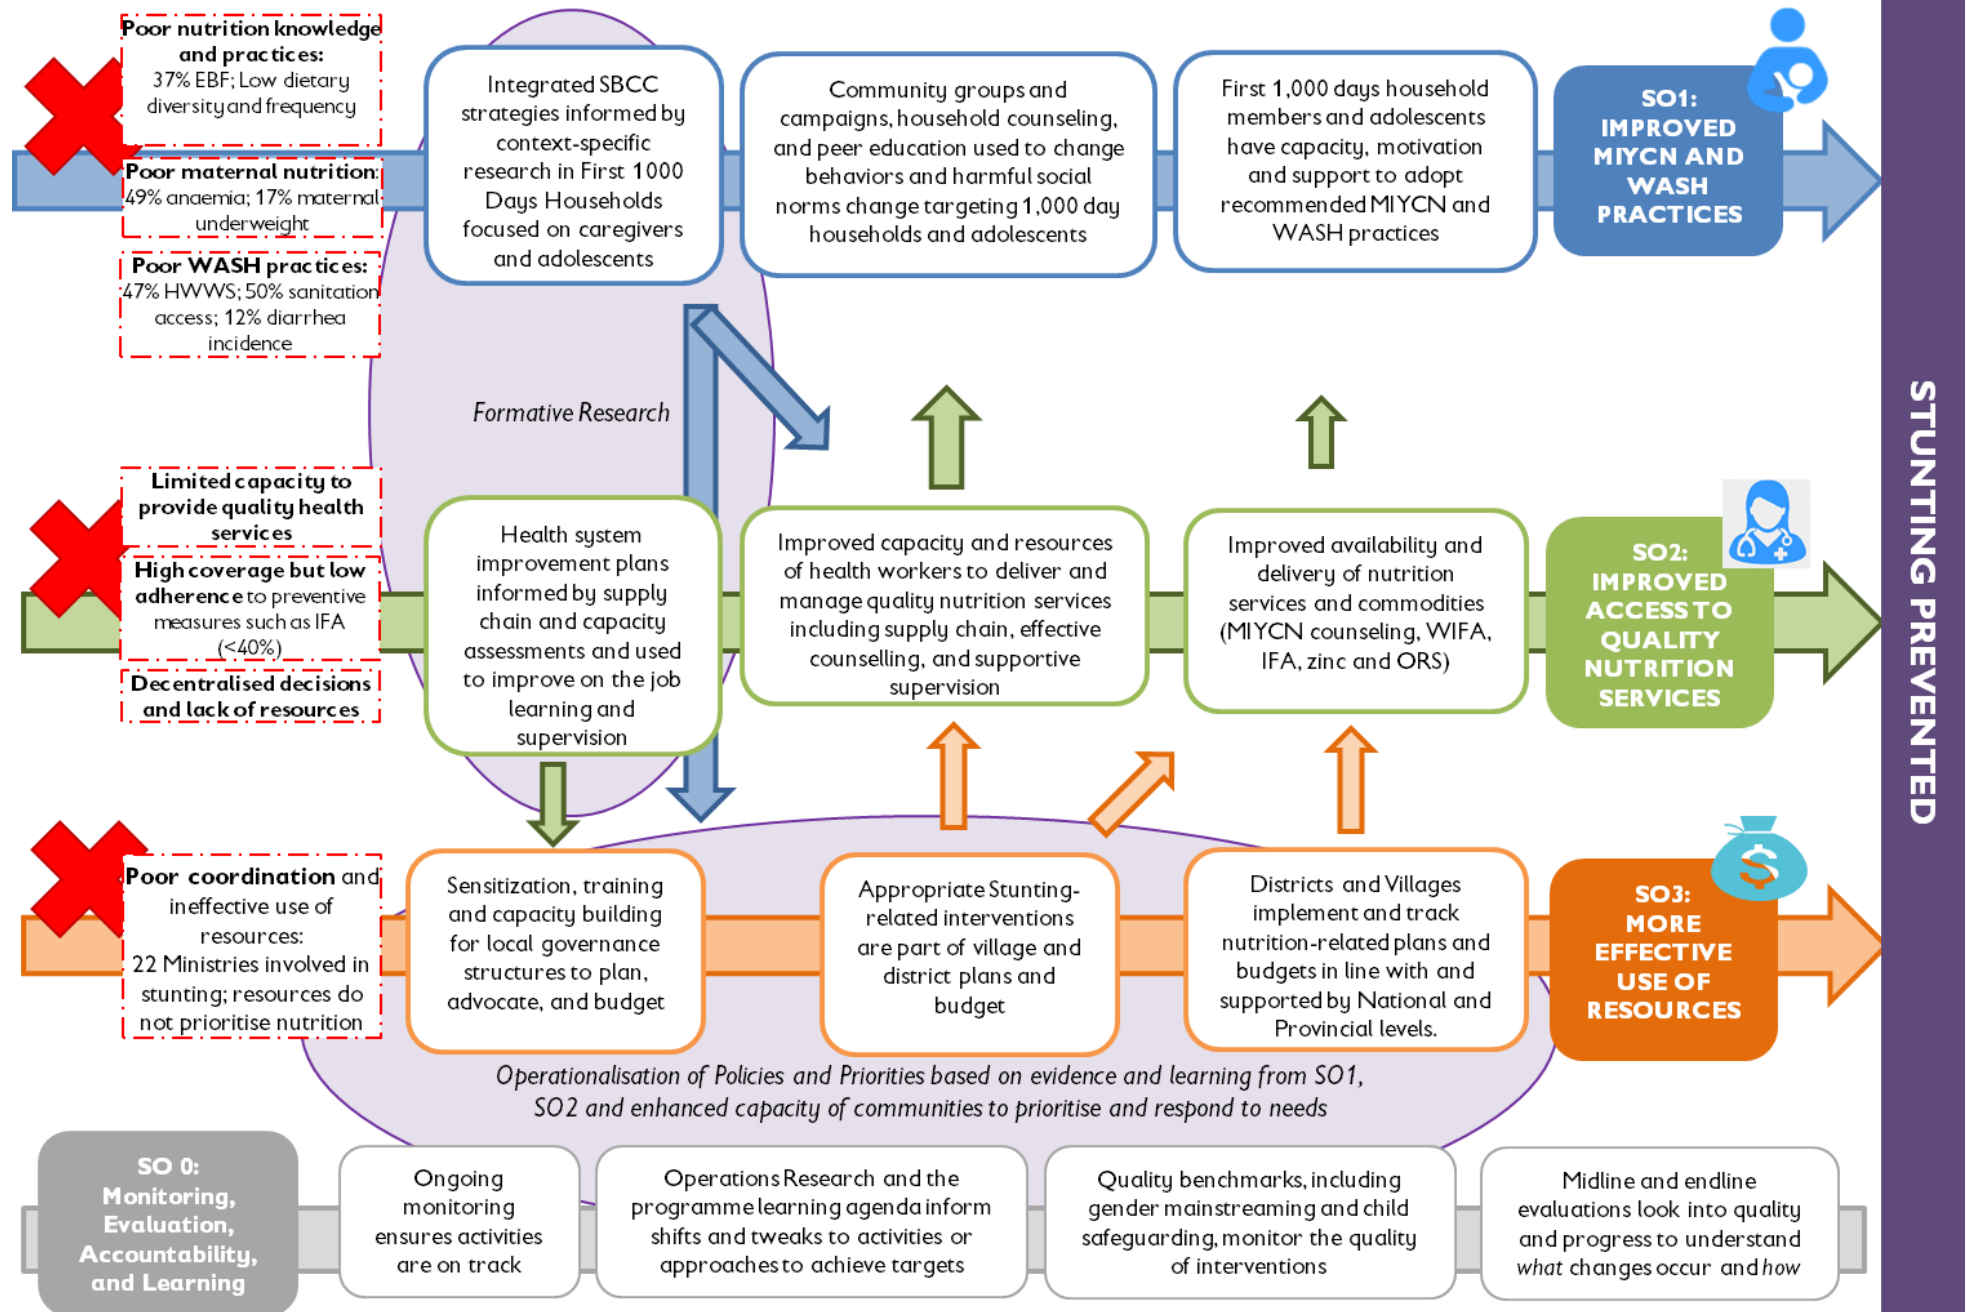 Poor nutrition knowledge
and practices:
37% EBF; Low dietary
diversity and frequency
Poor maternal nutrition:
49% anaemia; 17% maternal
underweight
Poor WASH practices:
47% HWWS; 50% sanitation
access; 12% diarrhea
incidence
Integrated SBCC
strategies informed by
context-specific
research in First 1000
Days Households
focused on caregivers
and adolescents
Community groups and
campaigns, household counseling,
and peer education used to change
behaviors and harmful social
norms change targeting 1,000 day
households and adolescents
First 1,000 days household
members and adolescents
have capacity, motivation
and support to adopt
recommended MIYCN and
WASH practices
SO1:
IMPROVED
MIYCN AND
WASH
PRACTICES
Formative Research
Limited capacity to
provide quality health
services
High coverage but low
adherence to preventive
measures such as IFA
(<40%)
Decentralised decisions
and lack of resources
Health system
improvement plans
informed by supply
chain and capacity
assessments and used
to improve on the job
learning and
supervision
Improved capacity and resources
of health workers to deliver and
manage quality nutrition services
including supply chain, effective
counselling, and supportive
supervision
Improved availability and
delivery of nutrition
services and commodities
(MIYCN counseling, WIFA,
IFA, zinc and ORS)
SO2:
IMPROVED
ACCESS TO
QUALITY
NUTRITION
SERVICES
STUNTING PREVENTED
Poor coordination and
ineffective use of
resources:
22 Ministries involved in
stunting; resources do
not prioritise nutrition
Sensitization, training
and capacity building
for local governance
structures to plan,
advocate, and budget
Appropriate Stunting-
related interventions
are part of village and
district plans and
budget
Districts and Villages
implement and track
nutrition-related plans and
budgets in line with and
supported by National and
Provincial levels.
SO3:
MORE
EFFECTIVE
USE OF
RESOURCES
Operationalisation of Policies and Priorities based on evidence and learning from SO1,
SO2 and enhanced capacity of communities to prioritise and respond to needs
SO 0:
Monitoring,
Evaluation,
Accountability,
and Learning
Ongoing
monitoring
ensures activities
are on track
Operations Research and the
programme learning agenda inform
shifts and tweaks to activities or
approaches to achieve targets
Quality benchmarks, including
gender mainstreaming and child
safeguarding, monitor the quality
of interventions
Midline and endline
evaluations look into quality
and progress to understand
what changes occur and how